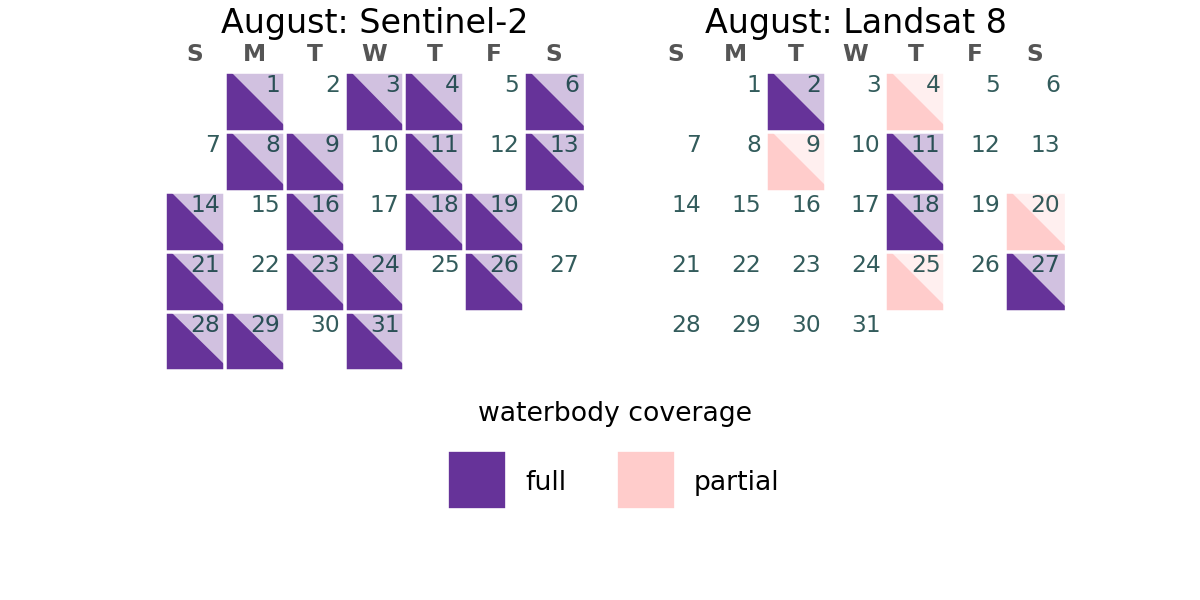 August: Sentinel-2
S M T W T F S
1 2 3 4 5 6
7 8 9 10 11 12 13
14 15 16 17 18 19 20
21 22 23 24 25 26 27
28 29 30 31
August: Landsat 8
S M T W T F S
1 2 3 4 5 6
7 8 9 10 11 12 13
14 15 16 17 18 19 20
21 22 23 24 25 26 27
28 29 30 31
waterbody coverage
full
partial